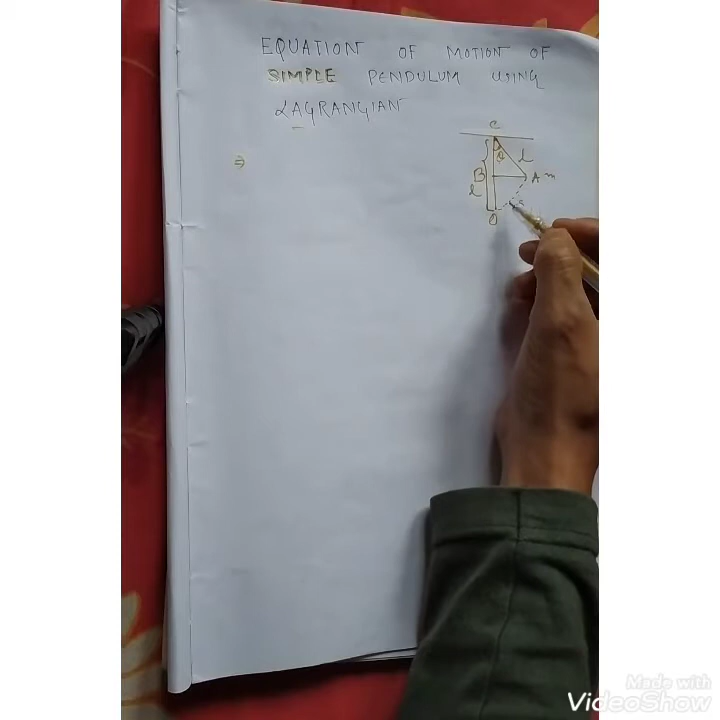 EQUATION OF MOTION OF
SIMPLE PENDULUM USING
LAGRANGIAN
⇒
C
θ
l
B
A m
l
s
O
Made with
VideoShow